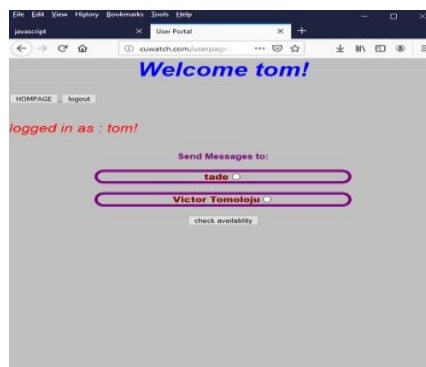 File Edit View History Bookmarks Tools Help
javascript × User Portal × +
cuwatch.com/userpage
Welcome tom!
HOMPAGE logout
logged in as : tom!
Send Messages to:
tade
Victor Tomoloju
check availablity